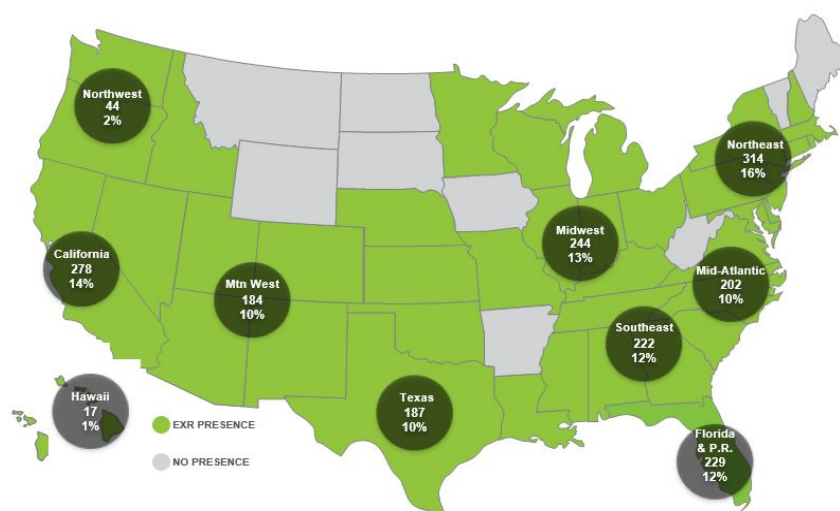 Northwest
44
2%
Northeast
314
16%
Midwest
244
13%
California
278
14%
Mtn West
184
10%
Mid-Atlantic
202
10%
Southeast
222
12%
Hawaii
17
1%
Texas
187
10%
EXR PRESENCE
NO PRESENCE
Florida
& P.R.
229
12%